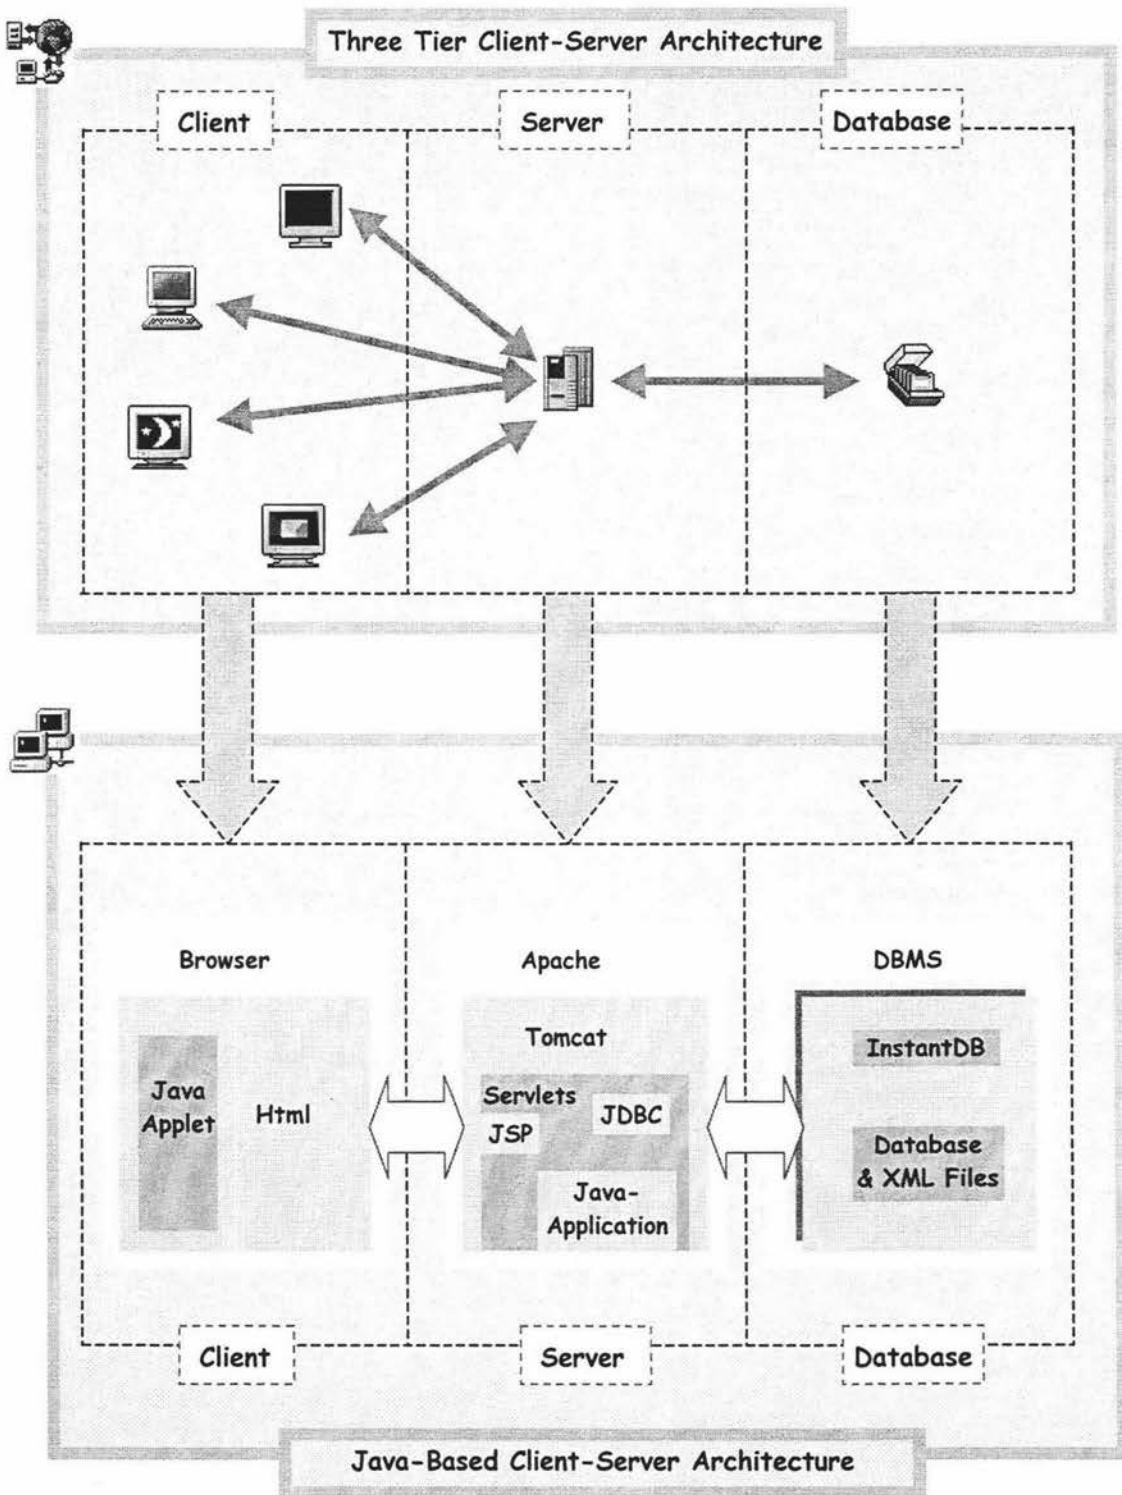 Three Tier Client-Server Architecture
Client
Server
Database
Browser
Apache
DBMS
Java
Applet
Html
Tomcat
Servlets
JSP
JDBC
Java-
Application
InstantDB
Database
& XML Files
Client
Server
Database
Java-Based Client-Server Architecture